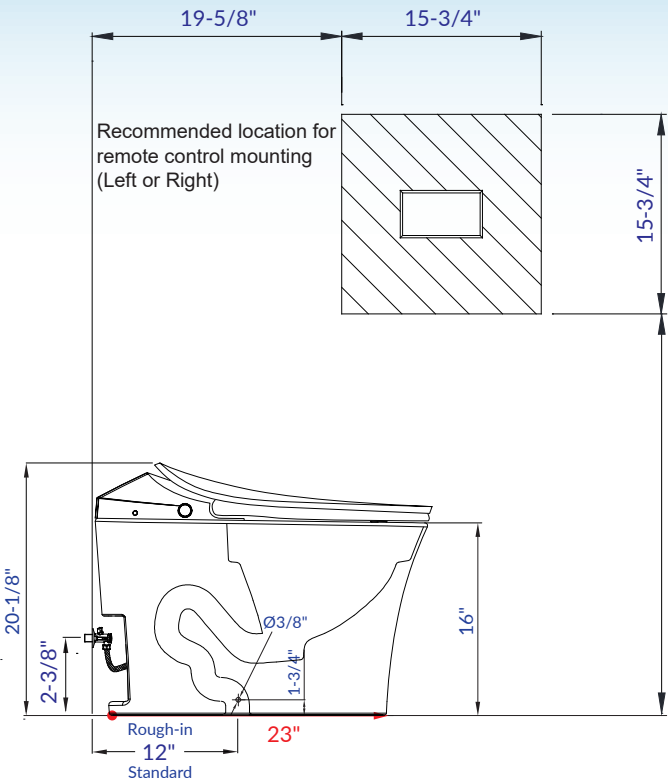 19-5/8"
15-3/4"
Recommended location for
remote control mounting
(Left or Right)
15-3/4"
20-1/8"
2-3/8"
Ø3/8"
1-3/4"
16"
Rough-in
12"
Standard
23"